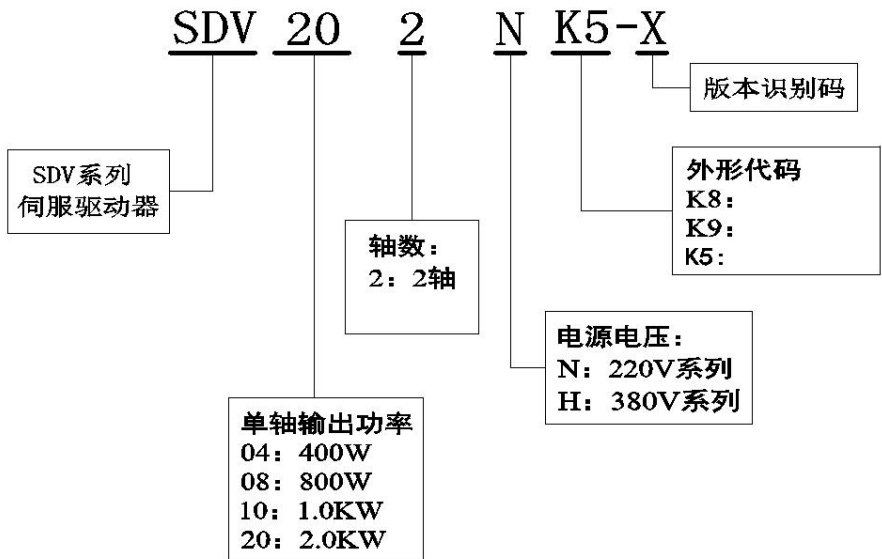 SDV 20 2 N K5-X
版本识别码
SDV系列
伺服驱动器
外形代码
K8：
K9：
K5：
轴数：
2：2轴
电源电压：
N：220V系列
H：380V系列
单轴输出功率
04：400W
08：800W
10：1.0KW
20：2.0KW